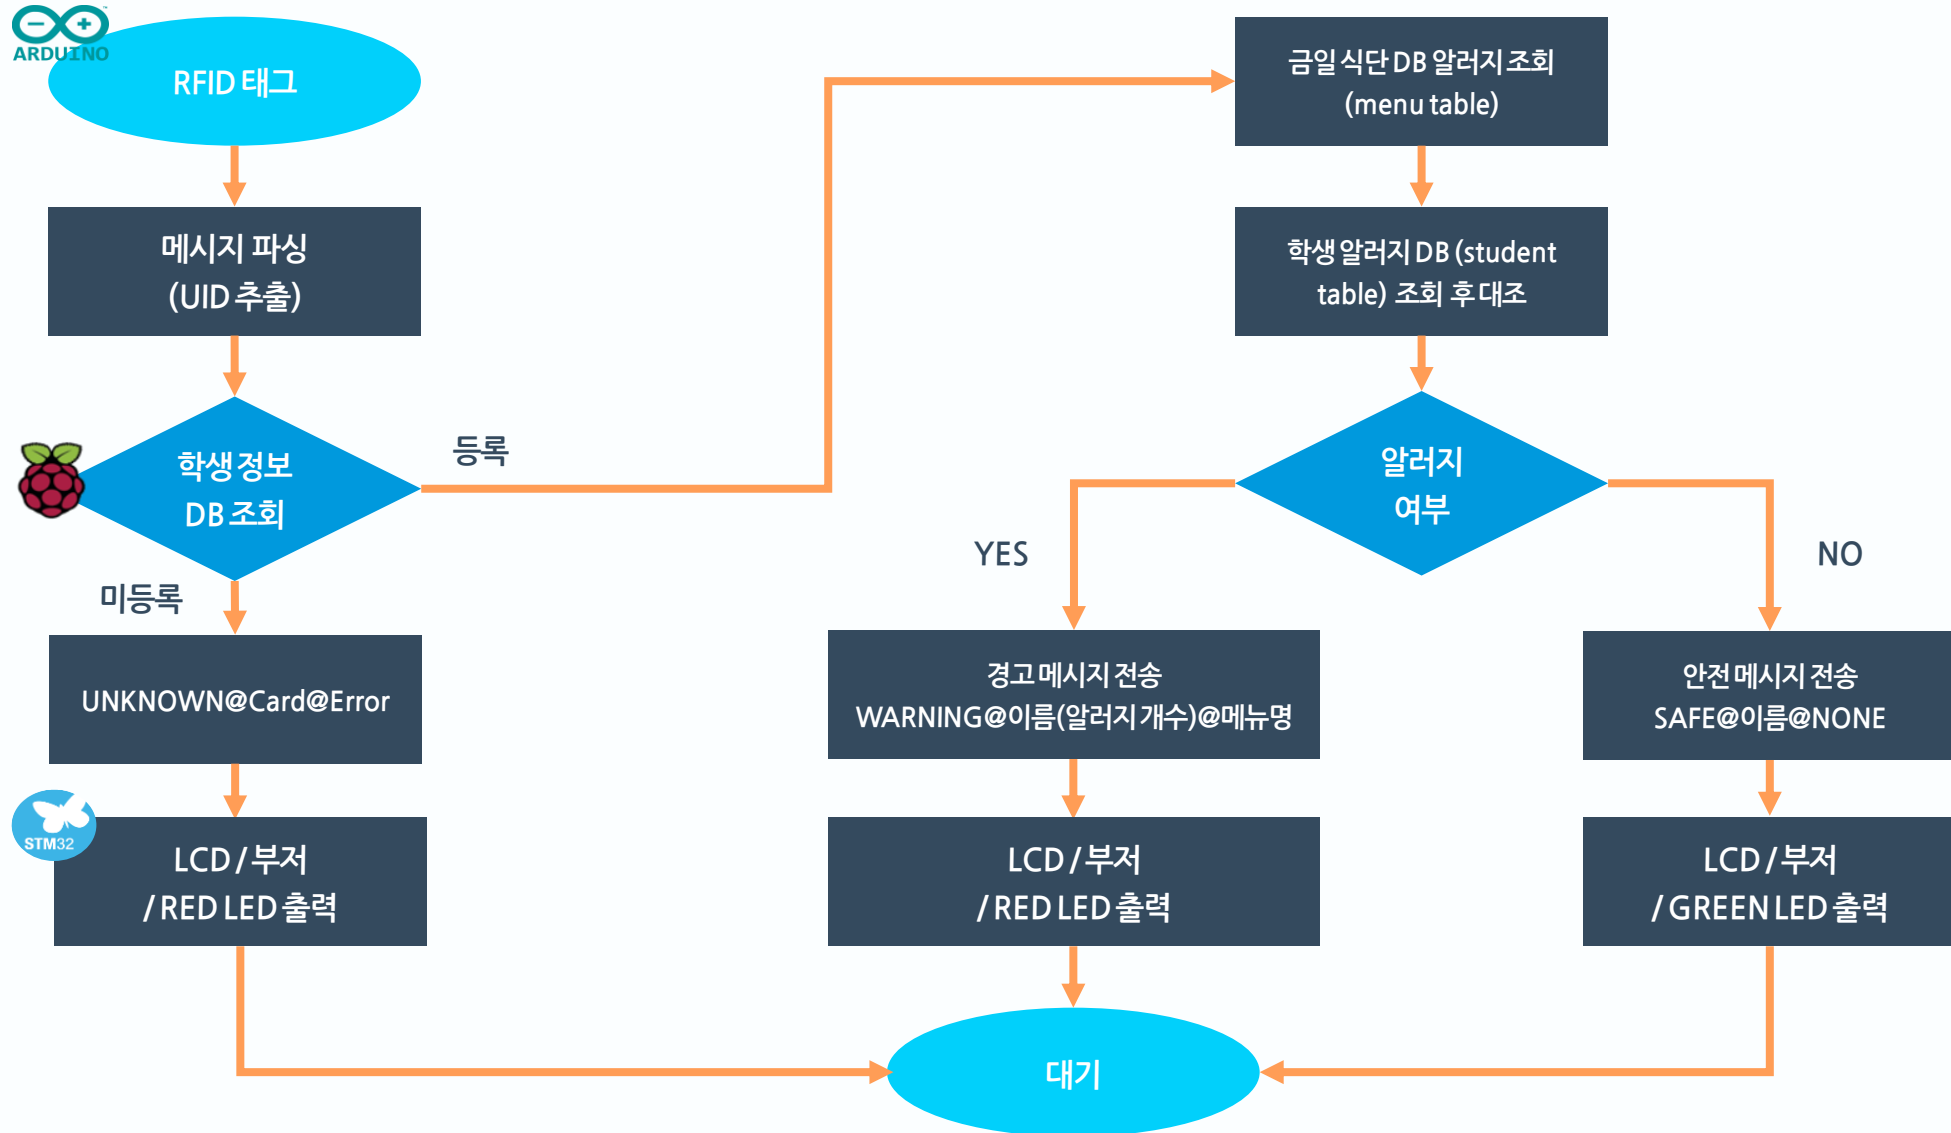 ARDUINO
RFID 태그
메시지 파싱
(UID 추출)
학생 정보
DB 조회
등록
미등록
UNKNOWN@Card@Error
STM32
LCD / 부저
/ RED LED 출력
금일 식단 DB 알러지 조회
(menu table)
학생 알러지 DB (student
table) 조회 후 대조
알러지
여부
YES
NO
경고 메시지 전송
WARNING@이름(알러지 개수)@메뉴명
안전 메시지 전송
SAFE@이름@NONE
LCD / 부저
/ RED LED 출력
LCD / 부저
/ GREEN LED 출력
대기